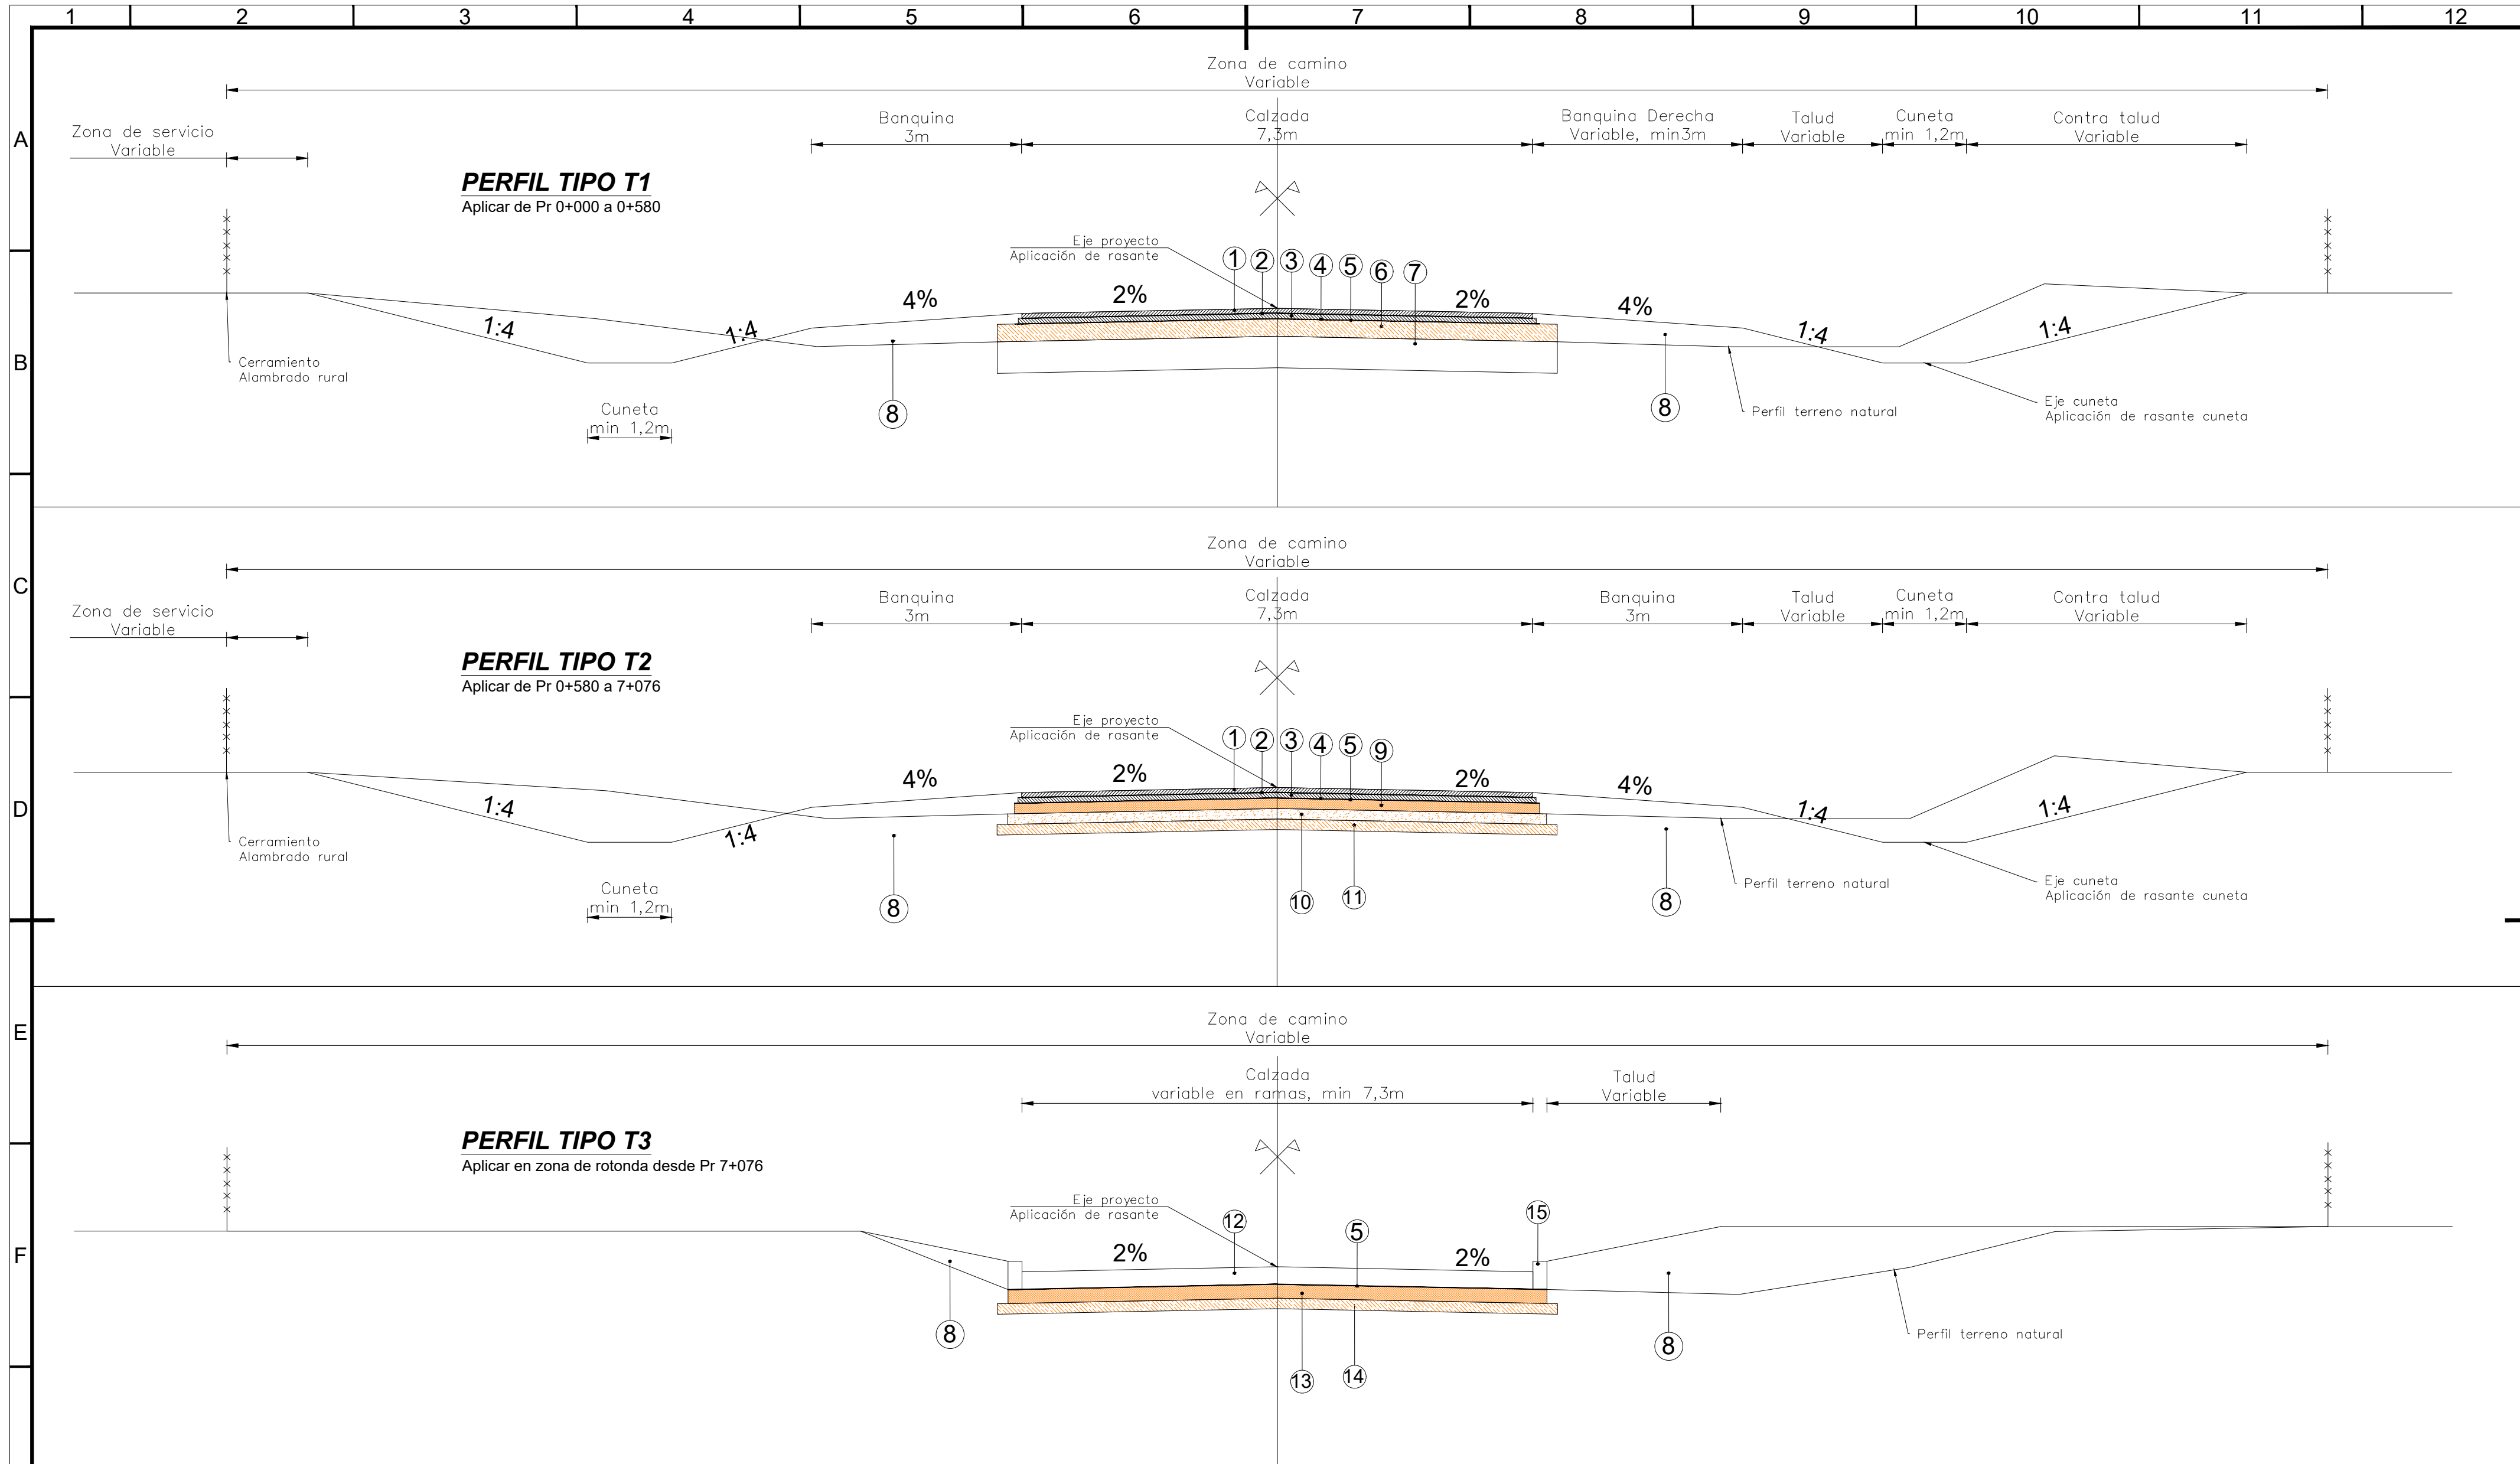 1 2 3 4 5 6 7 8 9 10 11 12
A
B
C
D
E
F
Zona de camino
Variable
Zona de servicio
Variable
Banquina
3m
Calzada
7,3m
Banquina Derecha
Variable, min3m
Talud
Variable
Cuneta
min 1,2m
Contra talud
Variable
PERFIL TIPO T1
Aplicar de Pr 0+000 a 0+580
Eje proyecto
Aplicación de rasante
1 2 3 4 5 6 7
1:4
1:4
4%
2%
2%
4%
1:4
1:4
Cerramiento
Alambrado rural
Cuneta
min 1,2m
8
8
Perfil terreno natural
Eje cuneta
Aplicación de rasante cuneta
Zona de camino
Variable
Zona de servicio
Variable
Banquina
3m
Calzada
7,3m
Banquina
3m
Talud
Variable
Cuneta
min 1,2m
Contra talud
Variable
PERFIL TIPO T2
Aplicar de Pr 0+580 a 7+076
Eje proyecto
Aplicación de rasante
1 2 3 4 5 9
1:4
1:4
4%
2%
2%
4%
1:4
1:4
Cerramiento
Alambrado rural
Cuneta
min 1,2m
8
10
11
8
Perfil terreno natural
Eje cuneta
Aplicación de rasante cuneta
Zona de camino
Variable
Calzada
variable en ramas, min 7,3m
Talud
Variable
PERFIL TIPO T3
Aplicar en zona de rotonda desde Pr 7+076
Eje proyecto
Aplicación de rasante
12
5
15
2%
2%
8
13
14
8
Perfil terreno natural